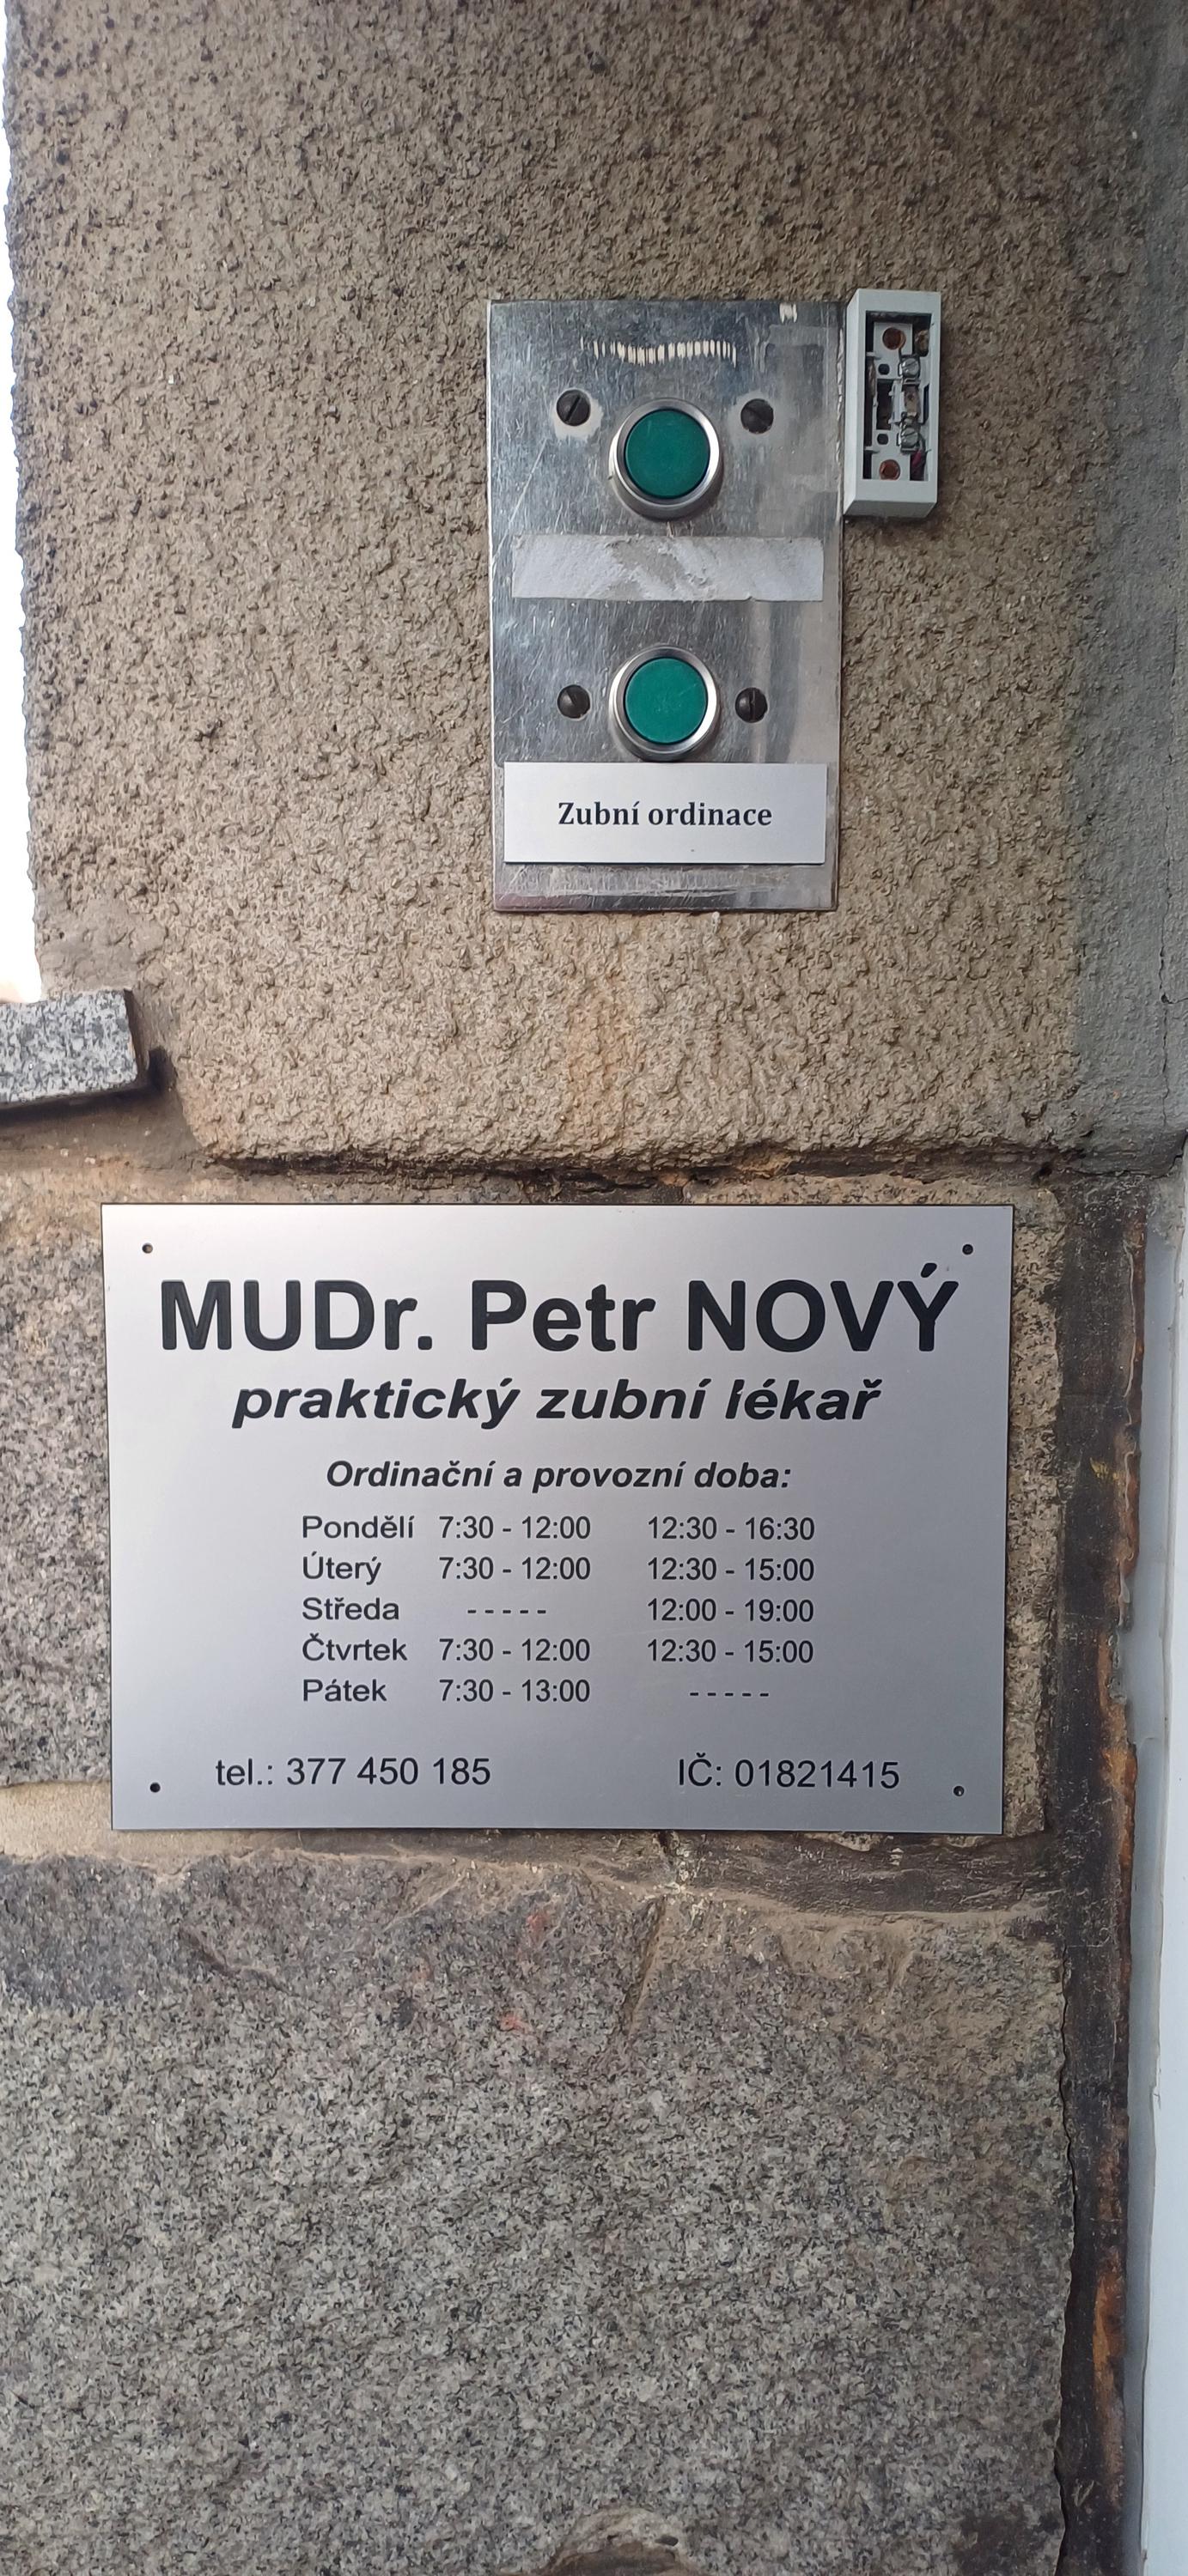 Zubní ordinace
MUDr. Petr NOVÝ
praktický zubní lékař
Ordinační a provozní doba:
Pondělí 7:30 - 12:00 12:30 - 16:30
Úterý 7:30 - 12:00 12:30 - 15:00
Středa - - - - - 12:00 - 19:00
Čtvrtek 7:30 - 12:00 12:30 - 15:00
Pátek 7:30 - 13:00 - - - - -
tel.: 377 450 185 IČ: 01821415